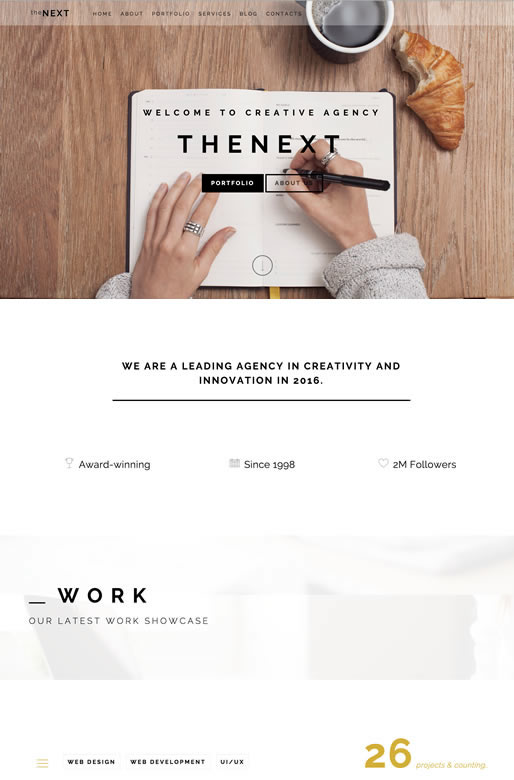 theNEXT HOME ABOUT PORTFOLIO SERVICES BLOG CONTACTS
WELCOME TO CREATIVE AGENCY
THENEXT
PORTFOLIO ABOUT US
WE ARE A LEADING AGENCY IN CREATIVITY AND
INNOVATION IN 2016.
Award-winning Since 1998 2M Followers
_ WORK
OUR LATEST WORK SHOWCASE
WEB DESIGN WEB DEVELOPMENT UI/UX 26 projects & counting..